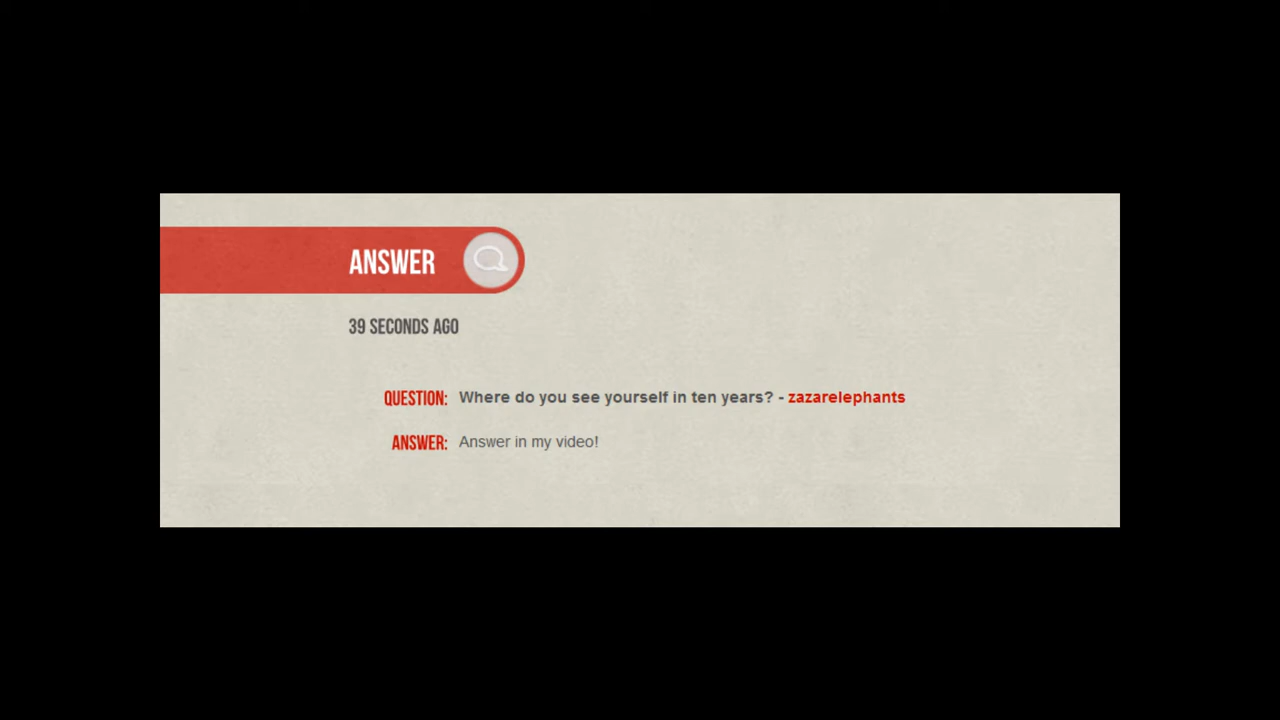 ANSWER
39 SECONDS AGO
QUESTION: Where do you see yourself in ten years? - zazarelephants
ANSWER: Answer in my video!